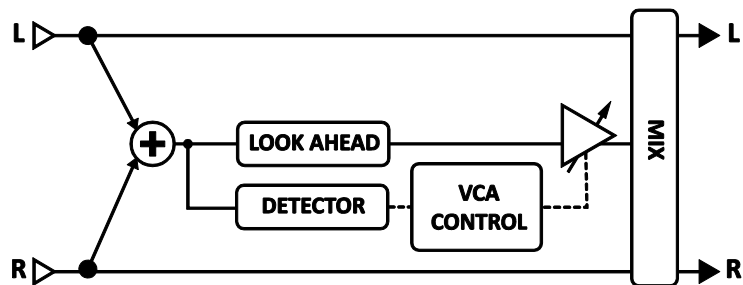 L
L
+
LOOK AHEAD
DETECTOR
VCA
CONTROL
MIX
R
R